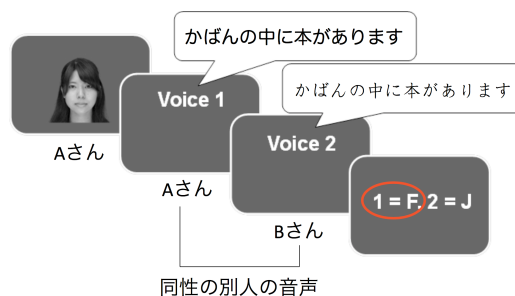 かばんの中に本があります
Voice 1
かばんの中に本があります
Voice 2
Aさん
Aさん
Bさん
1 = F, 2 = J
同性の別人の音声